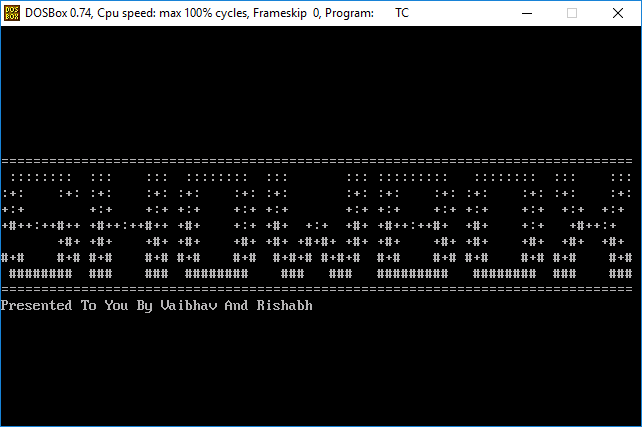 DOSBox 0.74, Cpu speed: max 100% cycles, Frameskip 0, Program: TC
SHOWBOX
Presented To You By Vaibhav And Rishabh